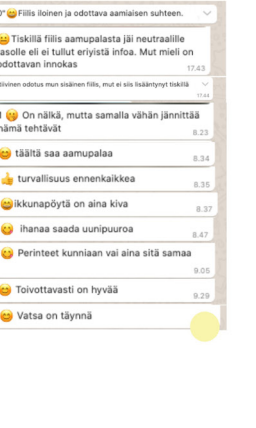 0" 😀 Fiilis iloinen ja odottava aamiaisen suhteen.
😐 Tiskillä fiilis aamupalasta jäi neutraalille
asolle eli ei tullut eriyistä infoa. Mut mieli on
odottavan innokas
17.43
tiivinen odotus mun sisäinen fiilis, mut ei siis lisääntynyt tiskillä
17.44
😋 On nälkä, mutta samalla vähän jännittää
nämä tehtävät
8.23
😊 täältä saa aamupalaa
8.34
👍 turvallisuus ennenkaikkea
8.35
😀 ikkunapöytä on aina kiva
8.37
😋 ihanaa saada uunipuuroa
8.47
😋 Perinteet kunniaan vai aina sitä samaa
9.05
😋 Toivottavasti on hyvää
9.29
😋 Vatsa on täynnä